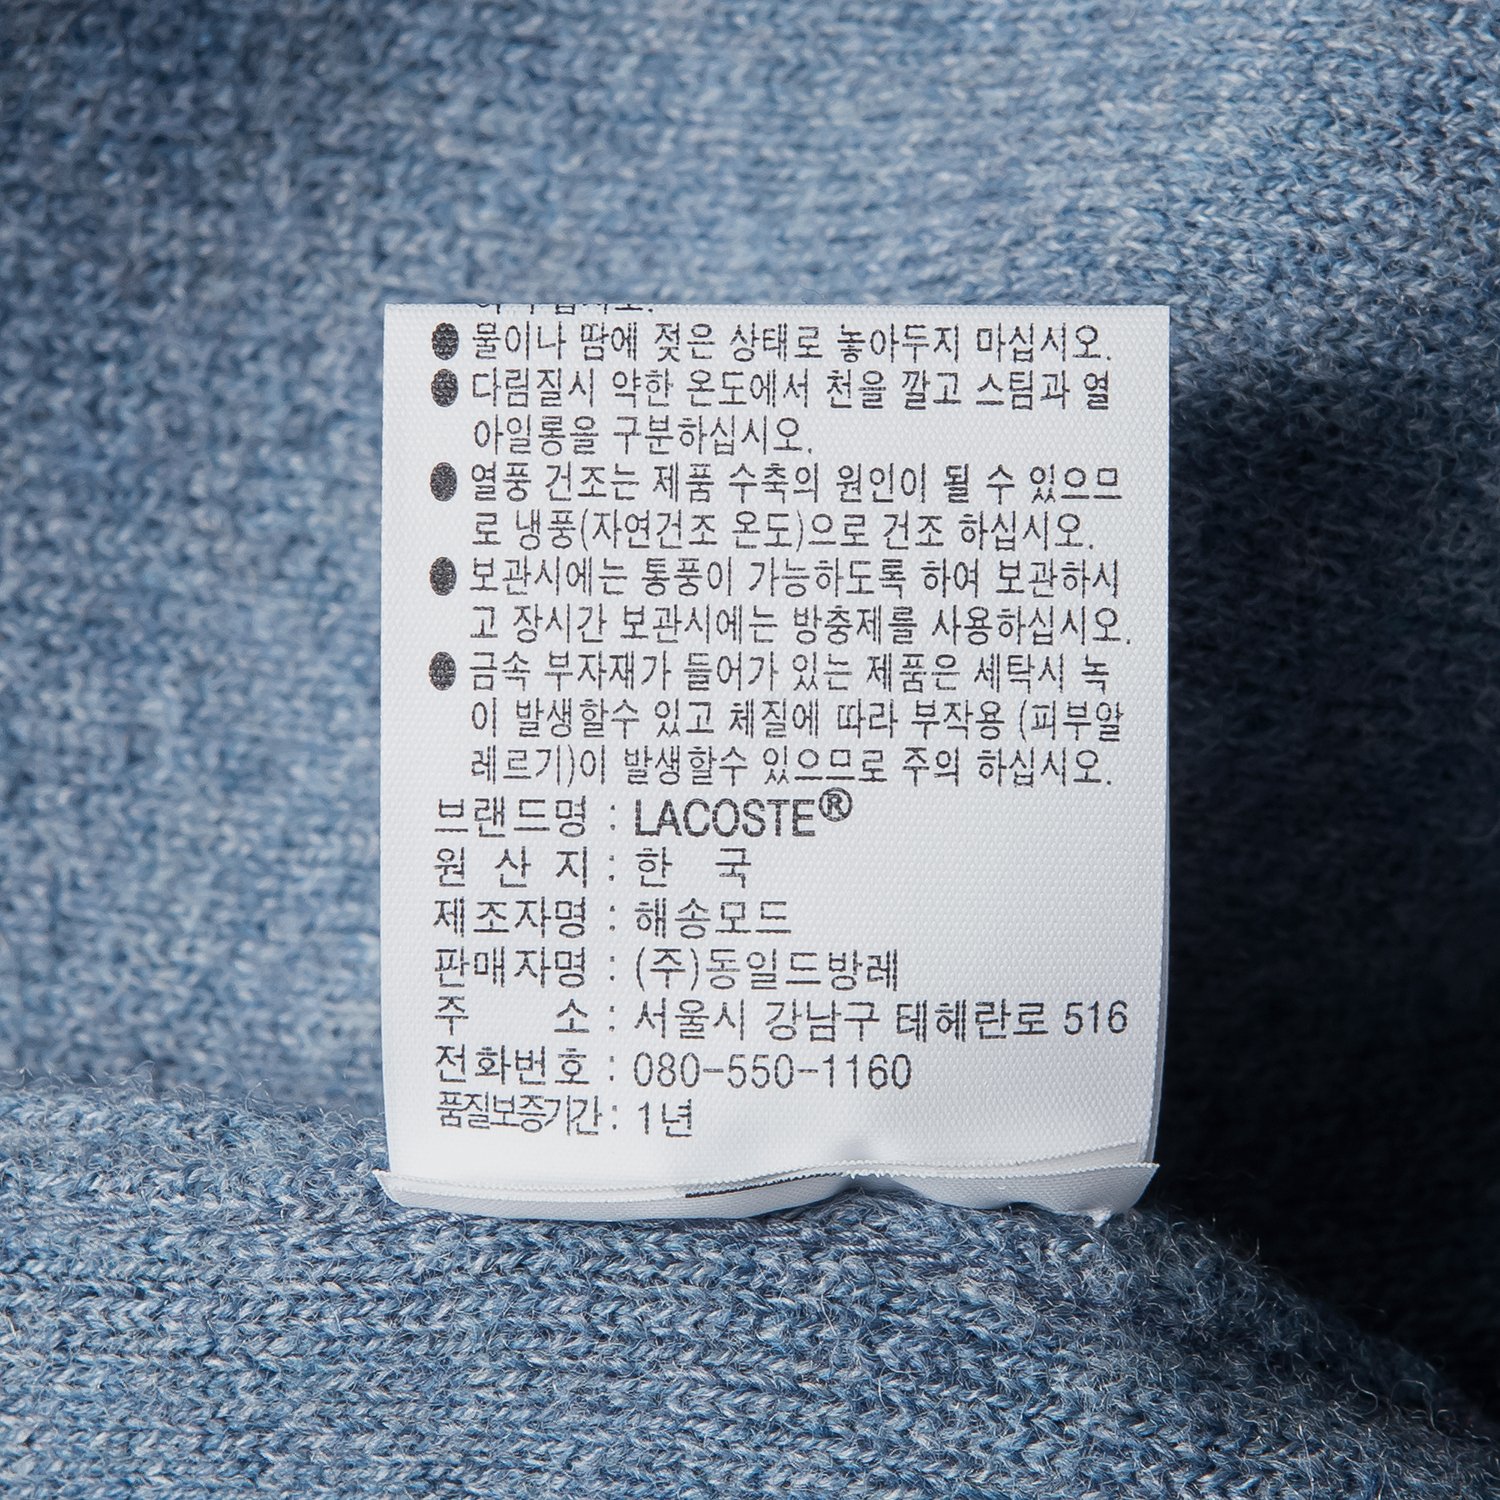 ● 물이나 땀에 젖은 상태로 놓아두지 마십시오.
● 다림질시 약한 온도에서 천을 깔고 스팀과 열
아일롱을 구분하십시오.
● 열풍 건조는 제품 수축의 원인이 될 수 있으므
로 냉풍(자연건조 온도)으로 건조 하십시오.
● 보관시에는 통풍이 가능하도록 하여 보관하시
고 장시간 보관시에는 방충제를 사용하십시오.
● 금속 부자재가 들어가 있는 제품은 세탁시 녹
이 발생할수 있고 체질에 따라 부작용 (피부알
레르기)이 발생할수 있으므로 주의 하십시오.
브랜드명 : LACOSTE®
원 산 지 : 한 국
제조자명 : 해송모드
판매자명 : (주)동일드방레
주 소 : 서울시 강남구 테헤란로 516
전화번호 : 080-550-1160
품질보증기간 : 1년